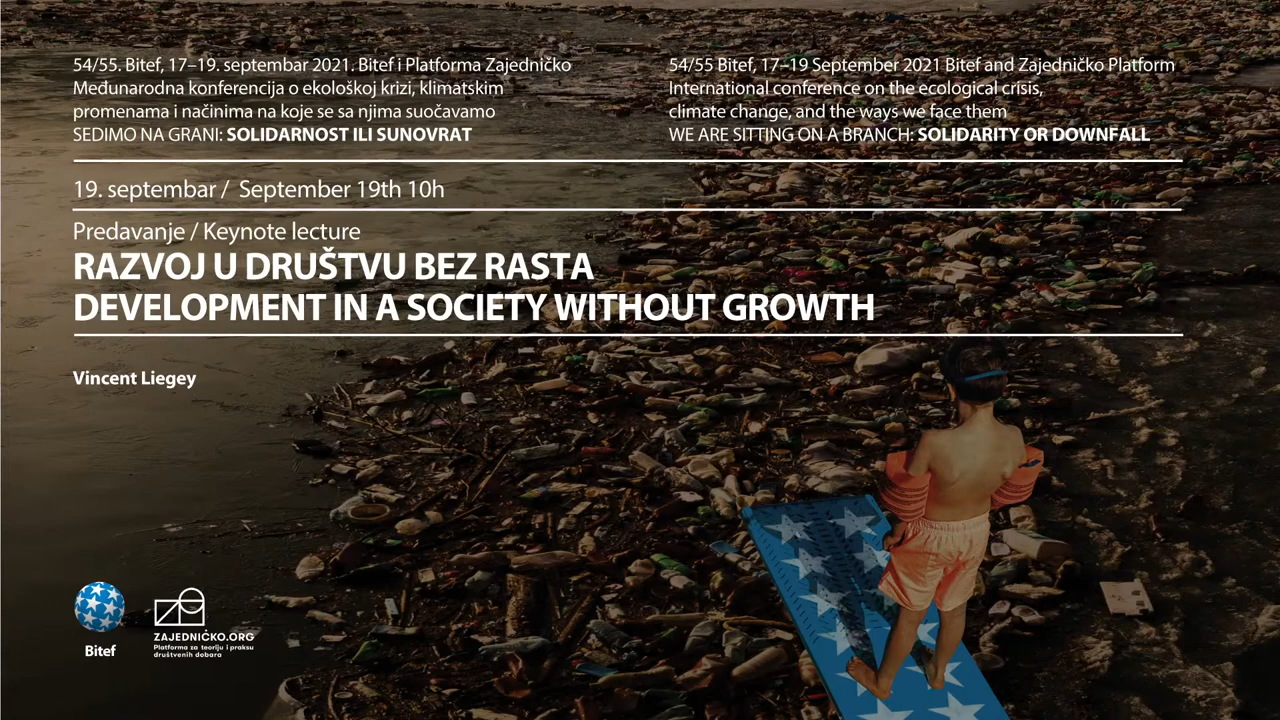 54/55. Bitef, 17–19. septembar 2021. Bitef i Platforma Zajedničko
Međunarodna konferencija o ekološkoj krizi, klimatskim
promenama i načinima na koje se sa njima suočavamo
SEDIMO NA GRANI: SOLIDARNOST ILI SUNOVRAT
54/55 Bitef, 17–19 September 2021 Bitef and Zajedničko Platform
International conference on the ecological crisis,
climate change, and the ways we face them
WE ARE SITTING ON A BRANCH: SOLIDARITY OR DOWNFALL
19. septembar / September 19th 10h
Predavanje / Keynote lecture
RAZVOJ U DRUŠTVU BEZ RASTA
DEVELOPMENT IN A SOCIETY WITHOUT GROWTH
Vincent Liegey
Bitef
ZAJEDNIČKO.ORG
Platforma za teoriju i praksu
društvenih dobara